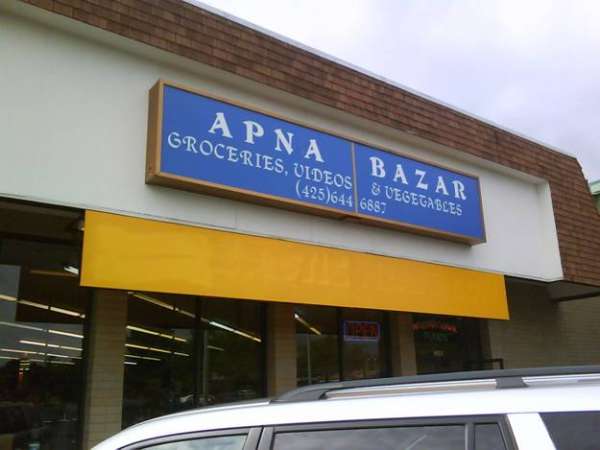 APNA BAZAR
GROCERIES, VIDEOS & VEGETABLES
(425)644 6887
OPEN